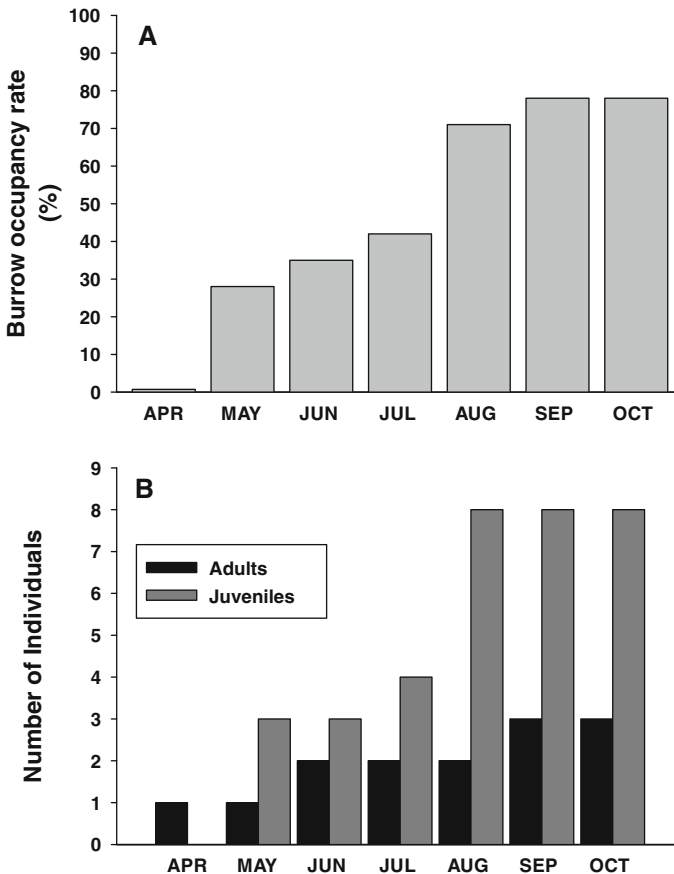 A
Burrow occupancy rate
(%)
100
90
80
70
60
50
40
30
20
10
0
APR MAY JUN JUL AUG SEP OCT
B
Number of Individuals
9
8
7
6
5
4
3
2
1
0
Adults
Juveniles
APR MAY JUN JUL AUG SEP OCT